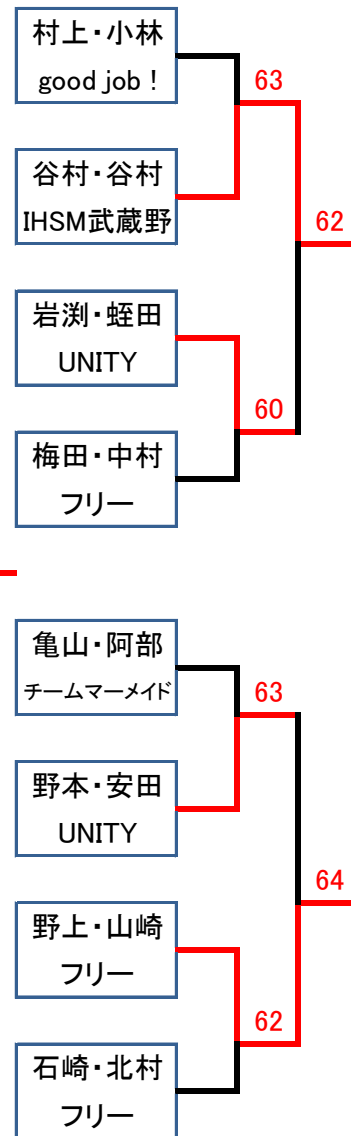 村上・小林
good job！
63
谷村・谷村
IHSM武蔵野
62
岩渕・蛭田
UNITY
60
梅田・中村
フリー
亀山・阿部
チームマーメイド
63
野本・安田
UNITY
64
野上・山崎
フリー
62
石崎・北村
フリー